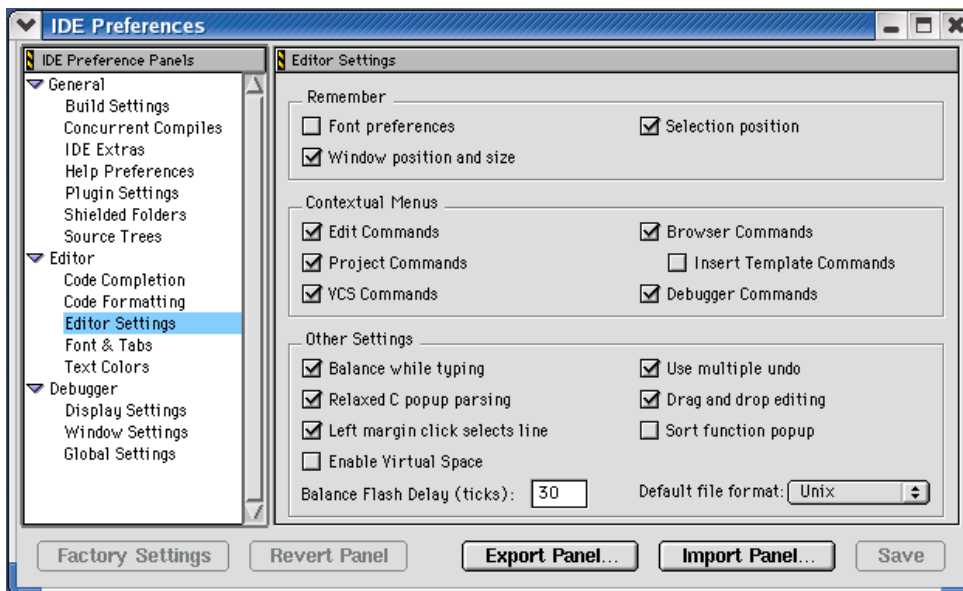 IDE Preferences
IDE Preference Panels
General
Build Settings
Concurrent Compiles
IDE Extras
Help Preferences
Plugin Settings
Shielded Folders
Source Trees
Editor
Code Completion
Code Formatting
Editor Settings
Font & Tabs
Text Colors
Debugger
Display Settings
Window Settings
Global Settings
Editor Settings
Remember
Font preferences
Selection position
Window position and size
Contextual Menus
Edit Commands
Browser Commands
Project Commands
Insert Template Commands
VCS Commands
Debugger Commands
Other Settings
Balance while typing
Use multiple undo
Relaxed C popup parsing
Drag and drop editing
Left margin click selects line
Sort function popup
Enable Virtual Space
Balance Flash Delay (ticks): 30
Default file format: Unix
Factory Settings
Revert Panel
Export Panel...
Import Panel...
Save